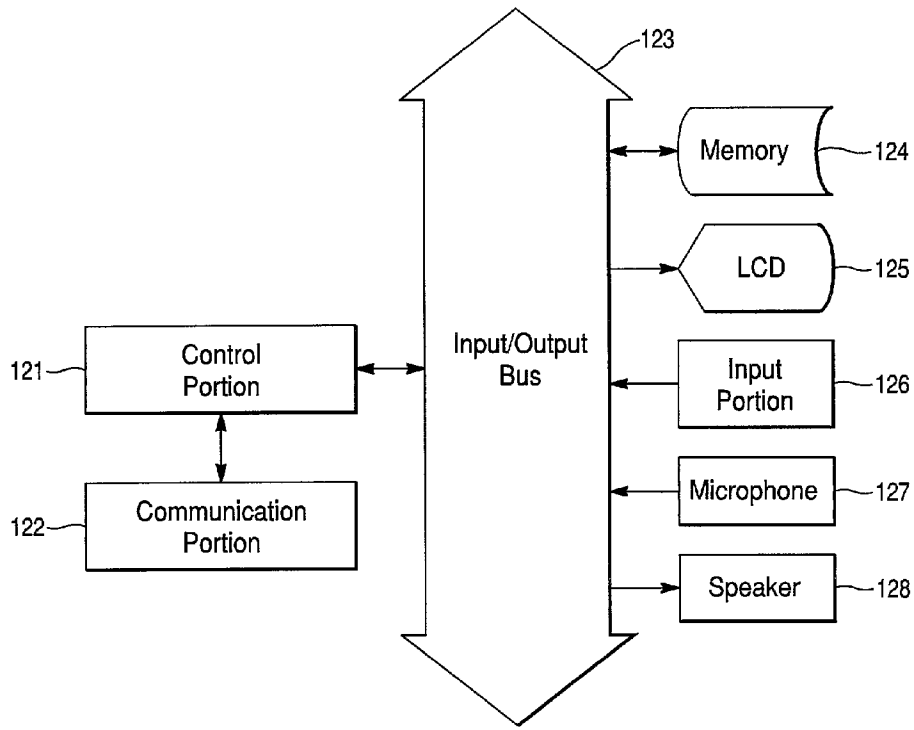 123
Memory
124
LCD
125
Input/Output
Bus
Control
Portion
121
Input
Portion
126
Communication
Portion
122
Microphone
127
Speaker
128